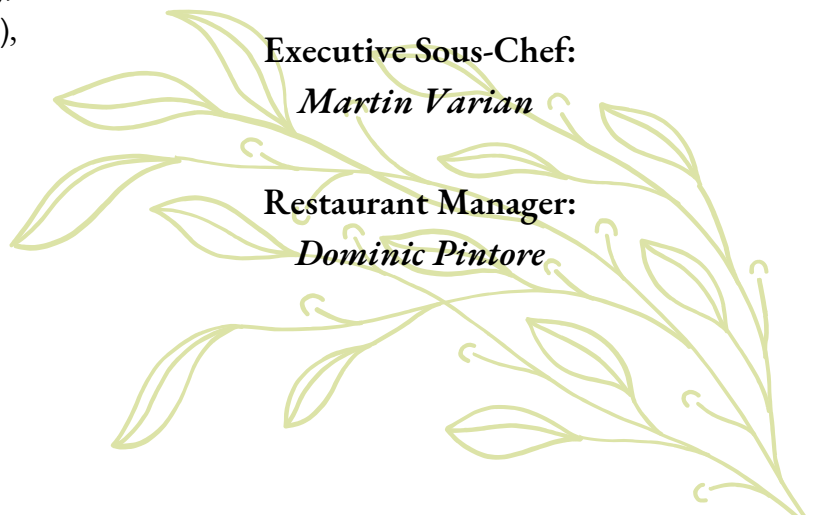 ),
Executive Sous-Chef:
Martin Varian
Restaurant Manager:
Dominic Pintore